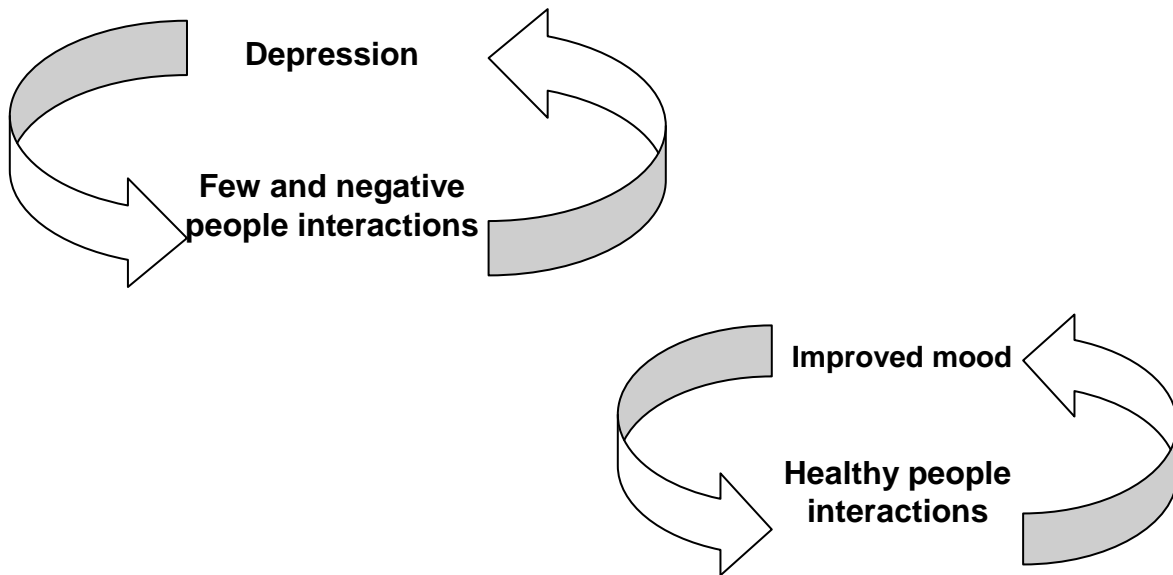 Depression
Few and negative
people interactions
Improved mood
Healthy people
interactions